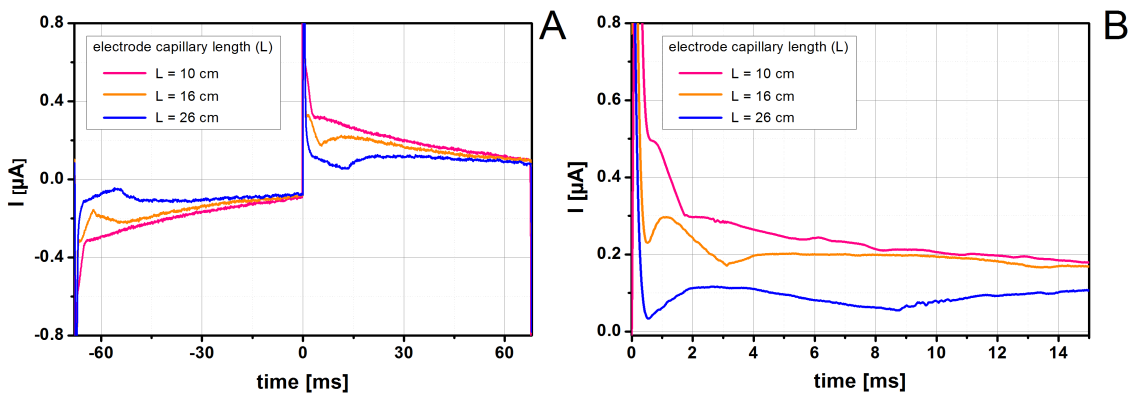 A
0.8
0.4
0.0
-0.4
-0.8
I [µA]
electrode capillary length (L)
L = 10 cm
L = 16 cm
L = 26 cm
-60
-30
0
30
60
time [ms]
B
0.8
0.6
0.4
0.2
0.0
I [µA]
electrode capillary length (L)
L = 10 cm
L = 16 cm
L = 26 cm
0
2
4
6
8
10
12
14
time [ms]